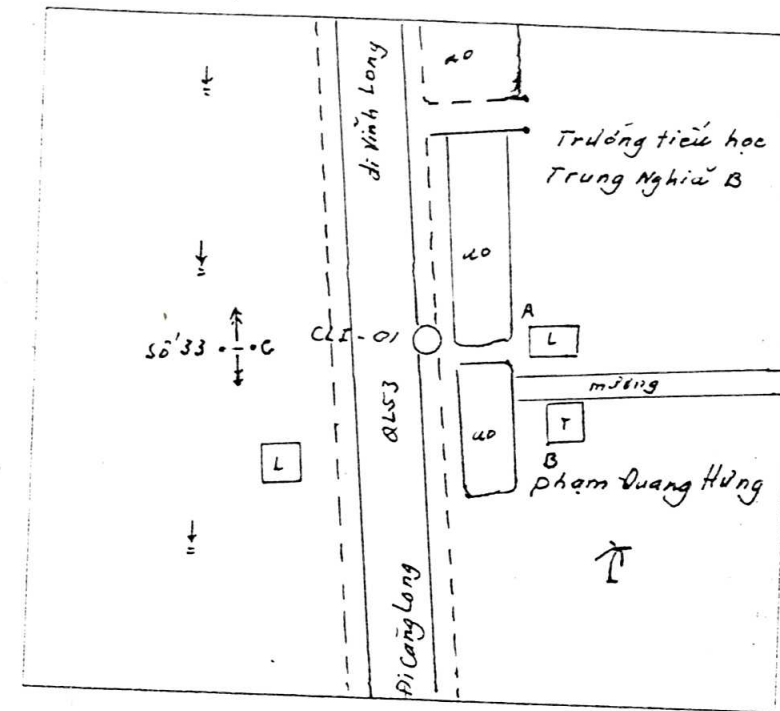 ao
đi Vĩnh Long
Trường tiểu học
Trung Nghĩa B
ao
A
L
Số 33
C
CLI-01
mương
QL53
L
ao
T
B
Phạm Quang Hưng
Đi Càng Long